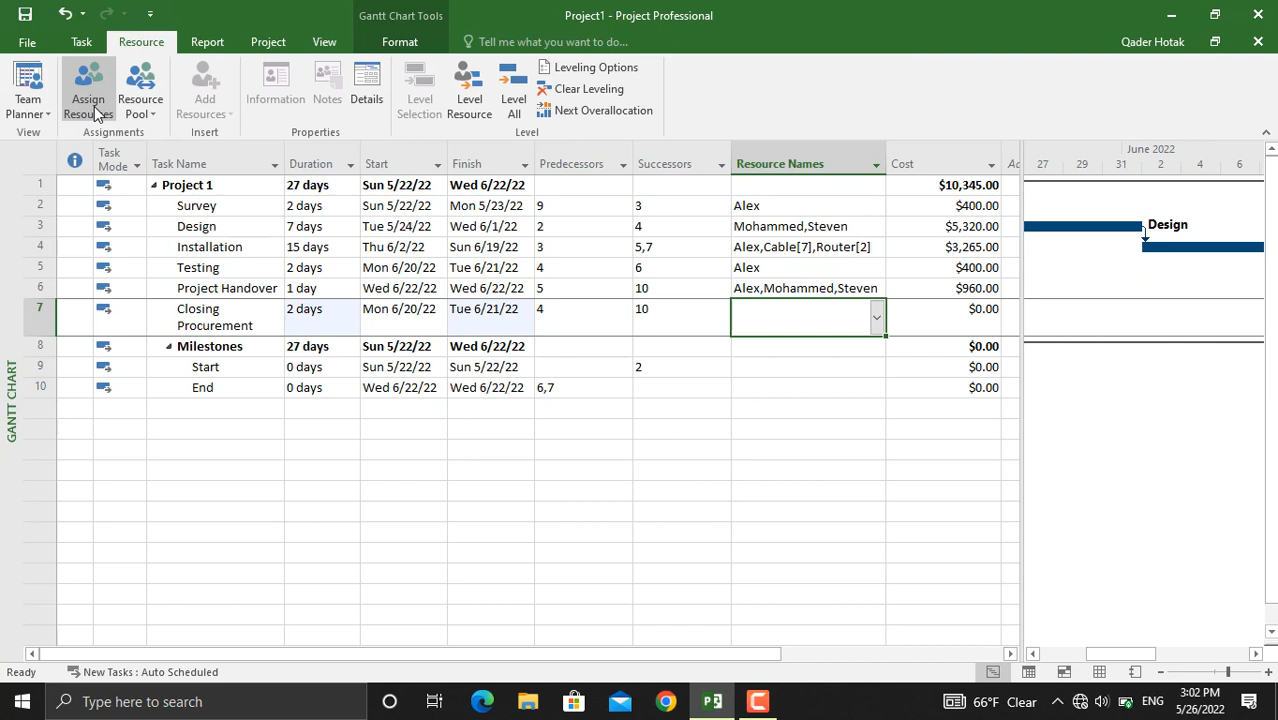 Gantt Chart Tools
Project1 - Project Professional
File Task Resource Report Project View Format Tell me what you want to do... Qader Hotak
Team Planner
Assign Resources
Resource Pool
Add Resources
Information
Notes
Details
Level Selection
Level Resource
Level All
Leveling Options
Clear Leveling
Next Overallocation
View Assignments Insert Properties Level
Task Mode Task Name Duration Start Finish Predecessors Successors Resource Names Cost
June 2022
27 29 31 2 4 6
1 Project 1 27 days Sun 5/22/22 Wed 6/22/22 $10,345.00
2 Survey 2 days Sun 5/22/22 Mon 5/23/22 9 3 Alex $400.00
3 Design 7 days Tue 5/24/22 Wed 6/1/22 2 4 Mohammed,Steven $5,320.00 Design
4 Installation 15 days Thu 6/2/22 Sun 6/19/22 3 5,7 Alex,Cable[7],Router[2] $3,265.00
5 Testing 2 days Mon 6/20/22 Tue 6/21/22 4 6 Alex $400.00
6 Project Handover 1 day Wed 6/22/22 Wed 6/22/22 5 10 Alex,Mohammed,Steven $960.00
7 Closing Procurement 2 days Mon 6/20/22 Tue 6/21/22 4 10 $0.00
8 Milestones 27 days Sun 5/22/22 Wed 6/22/22 $0.00
9 Start 0 days Sun 5/22/22 Sun 5/22/22 2 $0.00
10 End 0 days Wed 6/22/22 Wed 6/22/22 6,7 $0.00
GANTT CHART
Ready New Tasks : Auto Scheduled
Type here to search
66°F Clear
ENG
3:02 PM
5/26/2022